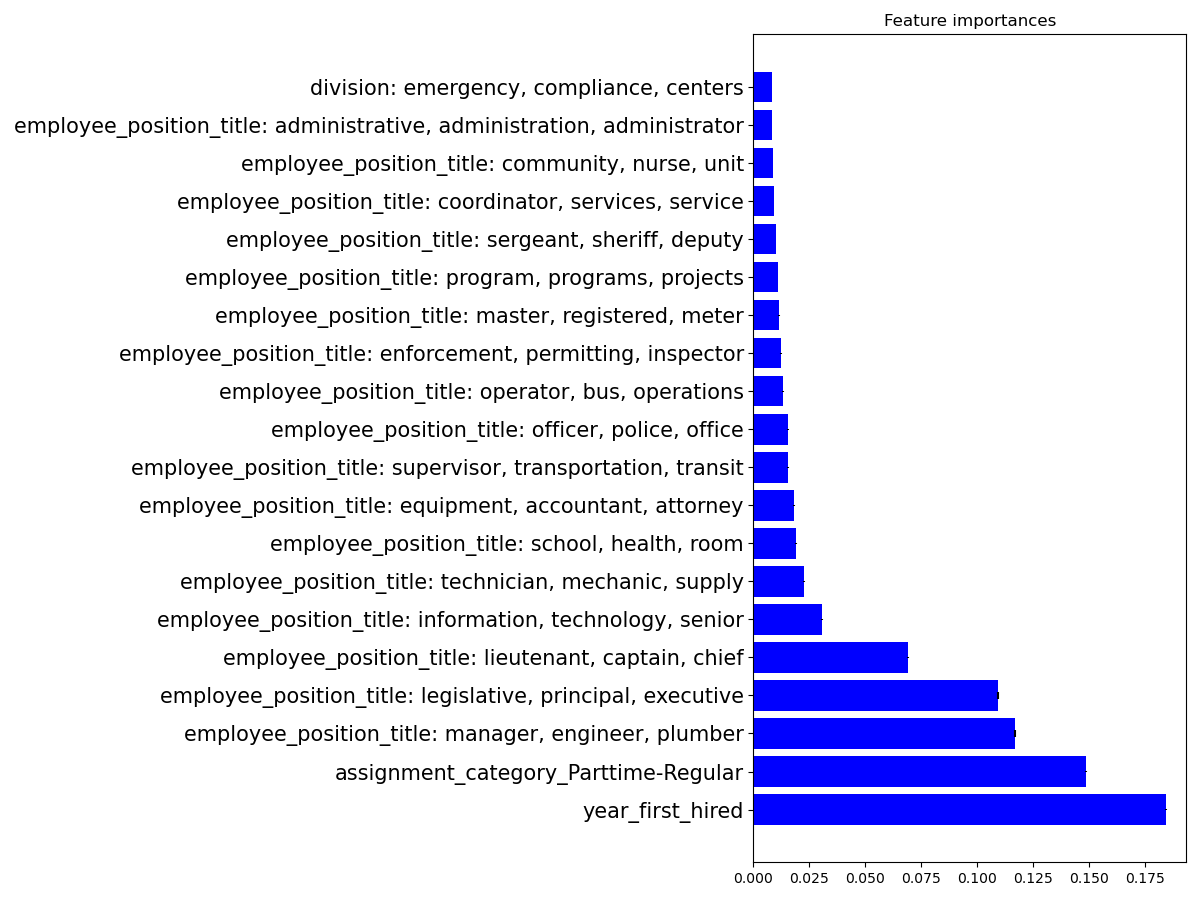 Feature importances
division: emergency, compliance, centers
employee_position_title: administrative, administration, administrator
employee_position_title: community, nurse, unit
employee_position_title: coordinator, services, service
employee_position_title: sergeant, sheriff, deputy
employee_position_title: program, programs, projects
employee_position_title: master, registered, meter
employee_position_title: enforcement, permitting, inspector
employee_position_title: operator, bus, operations
employee_position_title: officer, police, office
employee_position_title: supervisor, transportation, transit
employee_position_title: equipment, accountant, attorney
employee_position_title: school, health, room
employee_position_title: technician, mechanic, supply
employee_position_title: information, technology, senior
employee_position_title: lieutenant, captain, chief
employee_position_title: legislative, principal, executive
employee_position_title: manager, engineer, plumber
assignment_category_Parttime-Regular
year_first_hired
0.000 0.025 0.050 0.075 0.100 0.125 0.150 0.175